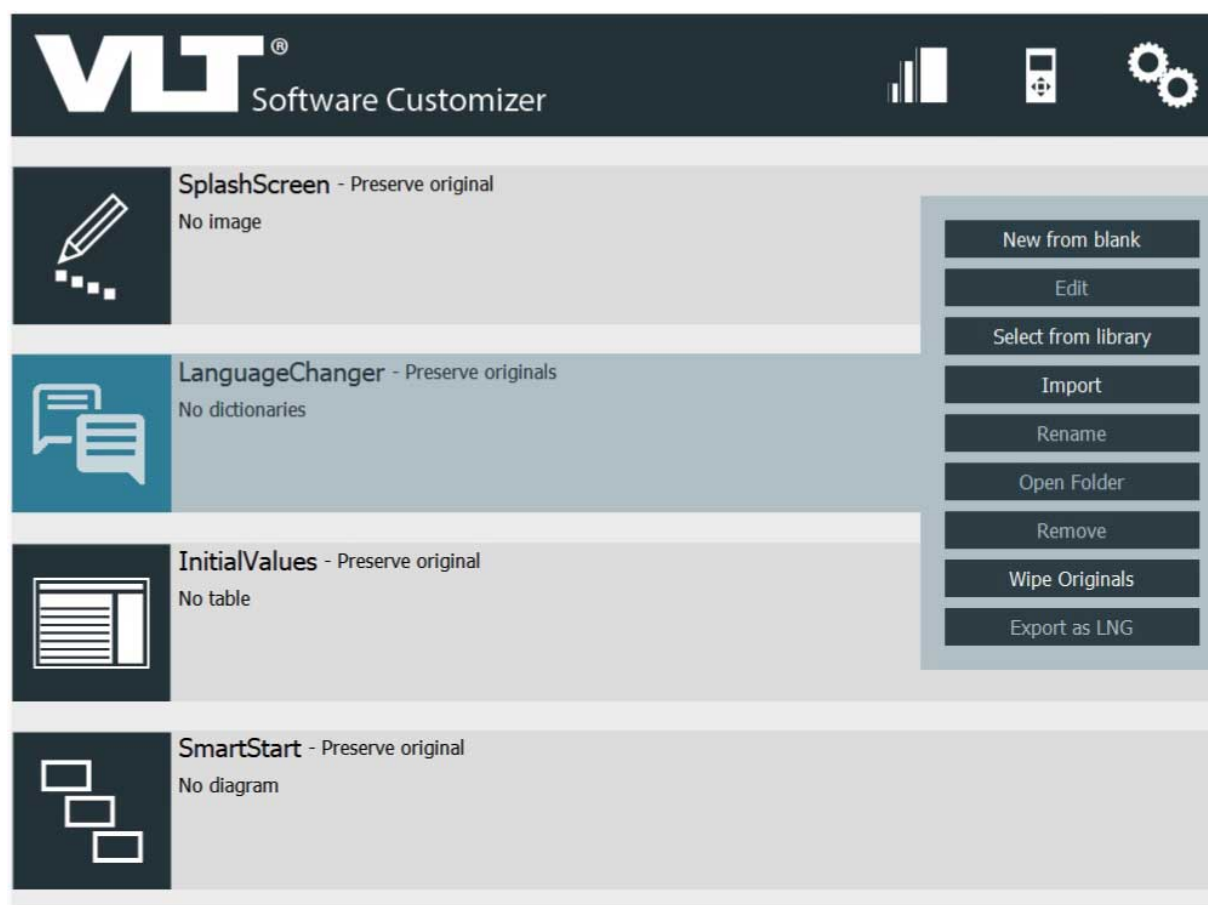 VLT®
Software Customizer
SplashScreen - Preserve original
No image
LanguageChanger - Preserve originals
No dictionaries
InitialValues - Preserve original
No table
SmartStart - Preserve original
No diagram
New from blank
Edit
Select from library
Import
Rename
Open Folder
Remove
Wipe Originals
Export as LNG